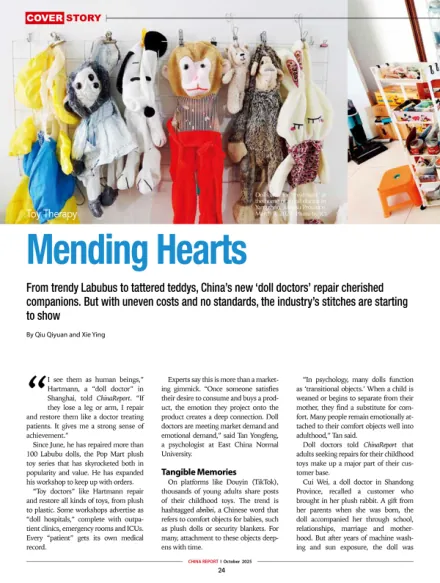 COVER STORY
Toy Therapy
Mending Hearts
From trendy Labubus to tattered teddys, China's new 'doll doctors' repair cherished
companions. But with uneven costs and no standards, the industry's stitches are starting
to show
By Qiu Qiyuan and Xie Ying
“I see them as human beings,”
Hartmann, a “doll doctor” in
Shanghai, told ChinaReport. “If
they lose a leg or arm, I repair
and restore them like a doctor treating
patients. It gives me a strong sense of
achievement.”
Since June, he has repaired more than
100 Labubu dolls, the Pop Mart plush
toy series that has skyrocketed both in
popularity and value. He has expanded
his workshop to keep up with orders.
“Toy doctors” like Hartmann repair
and restore all kinds of toys, from plush
to plastic. Some workshops advertise as
“doll hospitals,” complete with outpa-
tient clinics, emergency rooms and ICUs.
Every “patient” gets its own medical
record.
Experts say this is more than a market-
ing gimmick. “Once someone satisfies
their desire to consume and buys a prod-
uct, the emotion they project onto the
product creates a deep connection. Doll
doctors are meeting market demand and
emotional demand,” said Tan Yongfeng,
a psychologist at East China Normal
University.
Tangible Memories
On platforms like Douyin (TikTok),
thousands of young adults share posts
of their childhood toys. The trend is
hashtagged abeibei, a Chinese word that
refers to comfort objects for babies, such
as plush dolls or security blankets. For
many, attachment to these objects deep-
ens with time.
“In psychology, many dolls function
as ‘transitional objects.’ When a child is
weaned or begins to separate from their
mother, they find a substitute for com-
fort. Many people remain emotionally at-
tached to their comfort objects well into
adulthood,” Tan said.
Doll doctors told ChinaReport that
adults seeking repairs for their childhood
toys make up a major part of their cus-
tomer base.
Cui Wei, a doll doctor in Shandong
Province, recalled a customer who
brought in her plush rabbit. A gift from
her parents when she was born, the
doll accompanied her through school,
relationships, marriage and mother-
hood. But after years of machine wash-
ing and sun exposure, the doll was
CHINA REPORT I October 2025
24